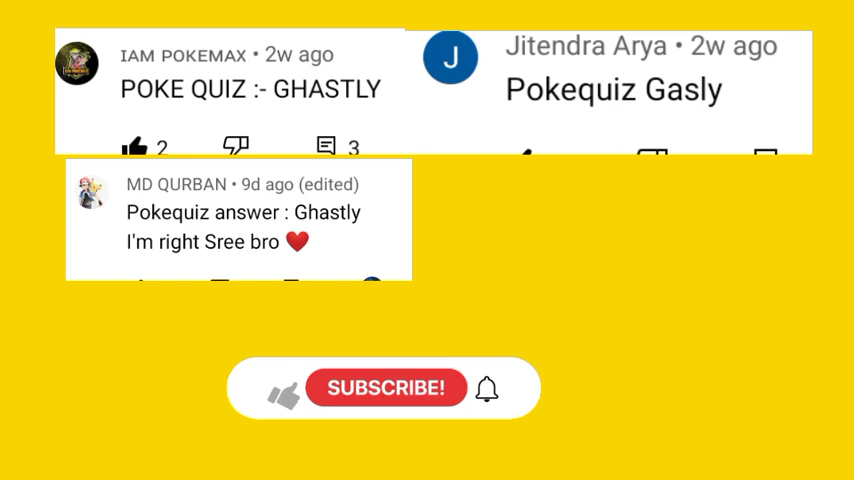 IAM POKEMAX • 2w ago
POKE QUIZ :- GHASTLY
2
3
J
Jitendra Arya • 2w ago
Pokequiz Gasly
MD QURBAN • 9d ago (edited)
Pokequiz answer : Ghastly
I'm right Sree bro ❤️
SUBSCRIBE!